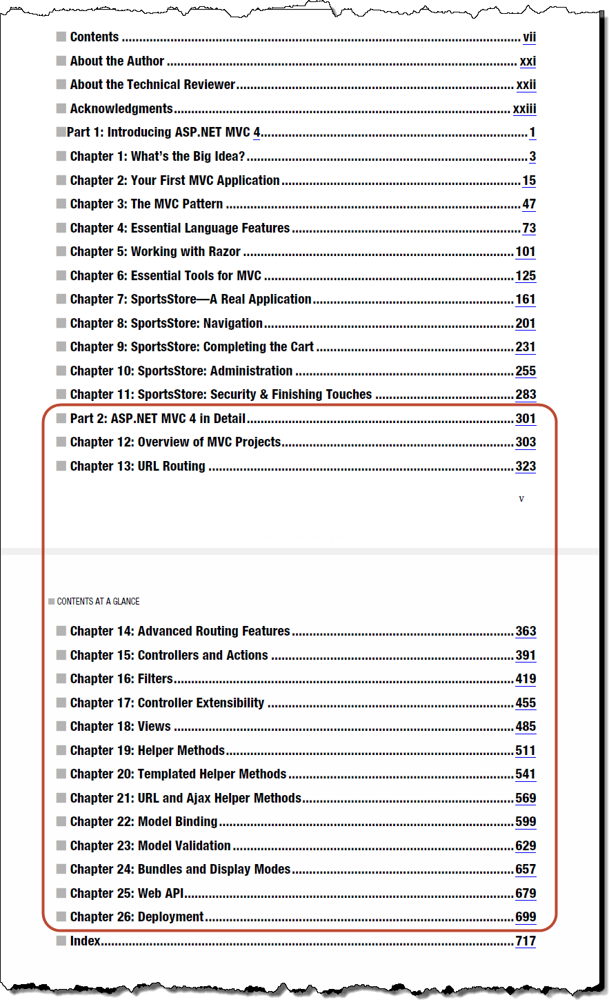 Contents ........ vii
About the Author ........ xxi
About the Technical Reviewer ........ xxii
Acknowledgments ........ xxiii
Part 1: Introducing ASP.NET MVC 4 ........ 1
Chapter 1: What’s the Big Idea? ........ 3
Chapter 2: Your First MVC Application ........ 15
Chapter 3: The MVC Pattern ........ 47
Chapter 4: Essential Language Features ........ 73
Chapter 5: Working with Razor ........ 101
Chapter 6: Essential Tools for MVC ........ 125
Chapter 7: SportsStore—A Real Application ........ 161
Chapter 8: SportsStore: Navigation ........ 201
Chapter 9: SportsStore: Completing the Cart ........ 231
Chapter 10: SportsStore: Administration ........ 255
Chapter 11: SportsStore: Security & Finishing Touches ........ 283
Part 2: ASP.NET MVC 4 in Detail ........ 301
Chapter 12: Overview of MVC Projects ........ 303
Chapter 13: URL Routing ........ 323
v
CONTENTS AT A GLANCE
Chapter 14: Advanced Routing Features ........ 363
Chapter 15: Controllers and Actions ........ 391
Chapter 16: Filters ........ 419
Chapter 17: Controller Extensibility ........ 455
Chapter 18: Views ........ 485
Chapter 19: Helper Methods ........ 511
Chapter 20: Templated Helper Methods ........ 541
Chapter 21: URL and Ajax Helper Methods ........ 569
Chapter 22: Model Binding ........ 599
Chapter 23: Model Validation ........ 629
Chapter 24: Bundles and Display Modes ........ 657
Chapter 25: Web API ........ 679
Chapter 26: Deployment ........ 699
Index ........ 717